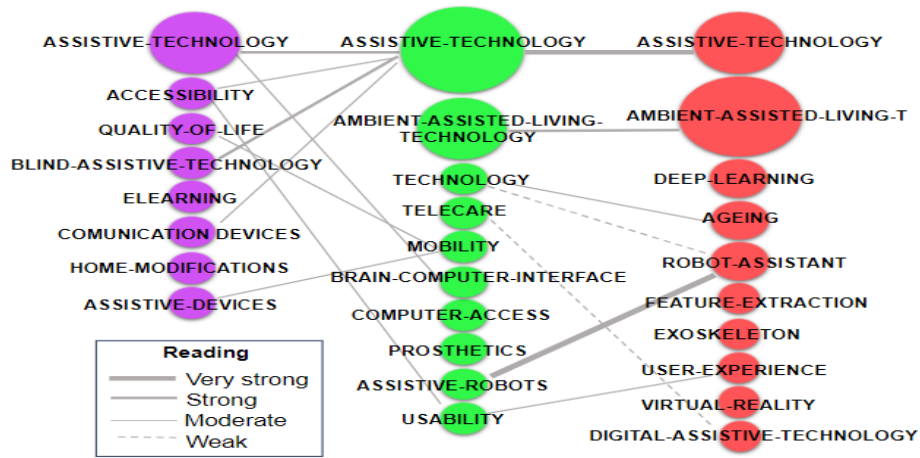 ASSISTIVE-TECHNOLOGY
ACCESSIBILITY
QUALITY-OF-LIFE
BLIND-ASSISTIVE-TECHNOLOGY
ELEARNING
COMUNICATION DEVICES
HOME-MODIFICATIONS
ASSISTIVE-DEVICES
ASSISTIVE-TECHNOLOGY
AMBIENT-ASSISTED-LIVING-
TECHNOLOGY
TECHNOLOGY
TELECARE
MOBILITY
BRAIN-COMPUTER-INTERFACE
COMPUTER-ACCESS
PROSTHETICS
ASSISTIVE-ROBOTS
USABILITY
ASSISTIVE-TECHNOLOGY
AMBIENT-ASSISTED-LIVING-T
DEEP-LEARNING
AGEING
ROBOT-ASSISTANT
FEATURE-EXTRACTION
EXOSKELETON
USER-EXPERIENCE
VIRTUAL-REALITY
DIGITAL-ASSISTIVE-TECHNOLOGY
Reading
Very strong
Strong
Moderate
Weak